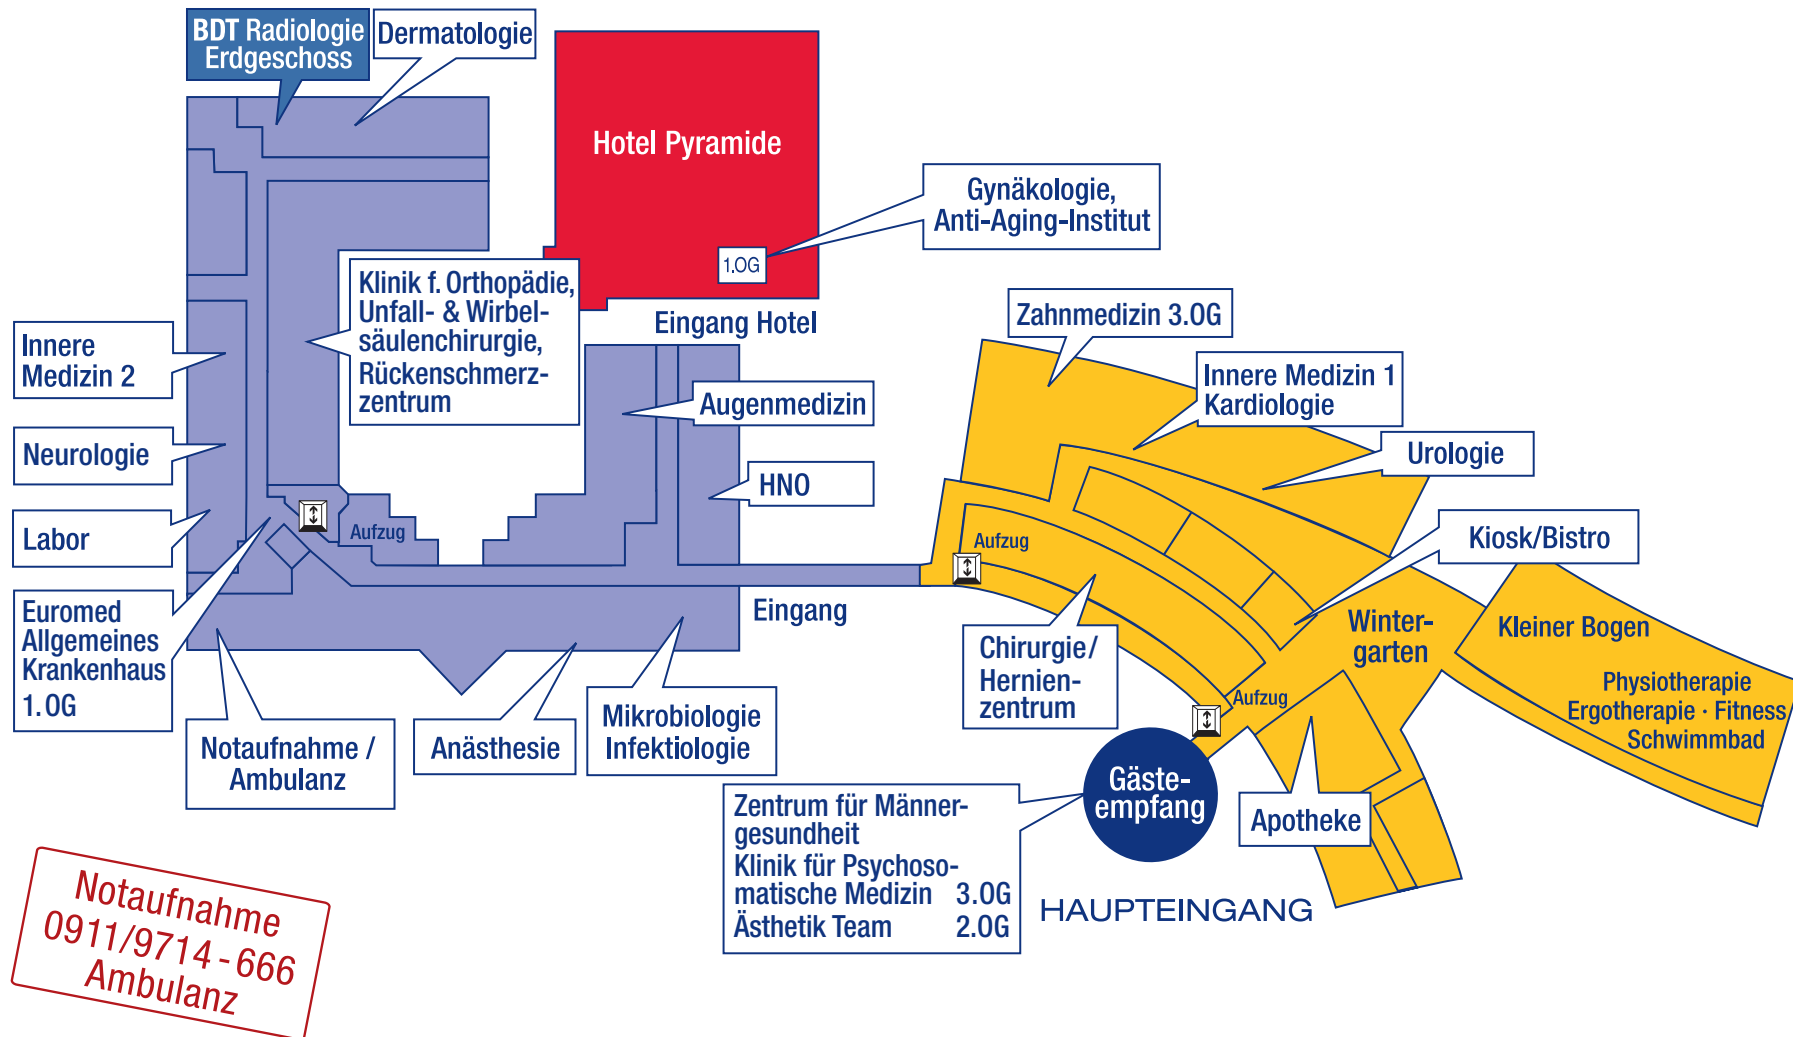 BDT Radiologie
Erdgeschoss
Dermatologie
Hotel Pyramide
Gynäkologie,
Anti-Aging-Institut
1.OG
Klinik f. Orthopädie,
Unfall- & Wirbel-
säulenchirurgie,
Rückenschmerz-
zentrum
Eingang Hotel
Zahnmedizin 3.OG
Innere
Medizin 2
Innere Medizin 1
Kardiologie
Augenmedizin
Urologie
Neurologie
HNO
Labor
Aufzug
Aufzug
Kiosk/Bistro
Euromed
Allgemeines
Krankenhaus
1.OG
Eingang
Winter-
garten
Kleiner Bogen
Chirurgie/
Hernien-
zentrum
Physiotherapie
Ergotherapie · Fitness
Schwimmbad
Aufzug
Notaufnahme /
Ambulanz
Anästhesie
Mikrobiologie
Infektiologie
Gäste-
empfang
Apotheke
Zentrum für Männer-
gesundheit
Klinik für Psychoso-
matische Medizin 3.OG
Ästhetik Team 2.OG
HAUPTEINGANG
Notaufnahme
0911/9714-666
Ambulanz